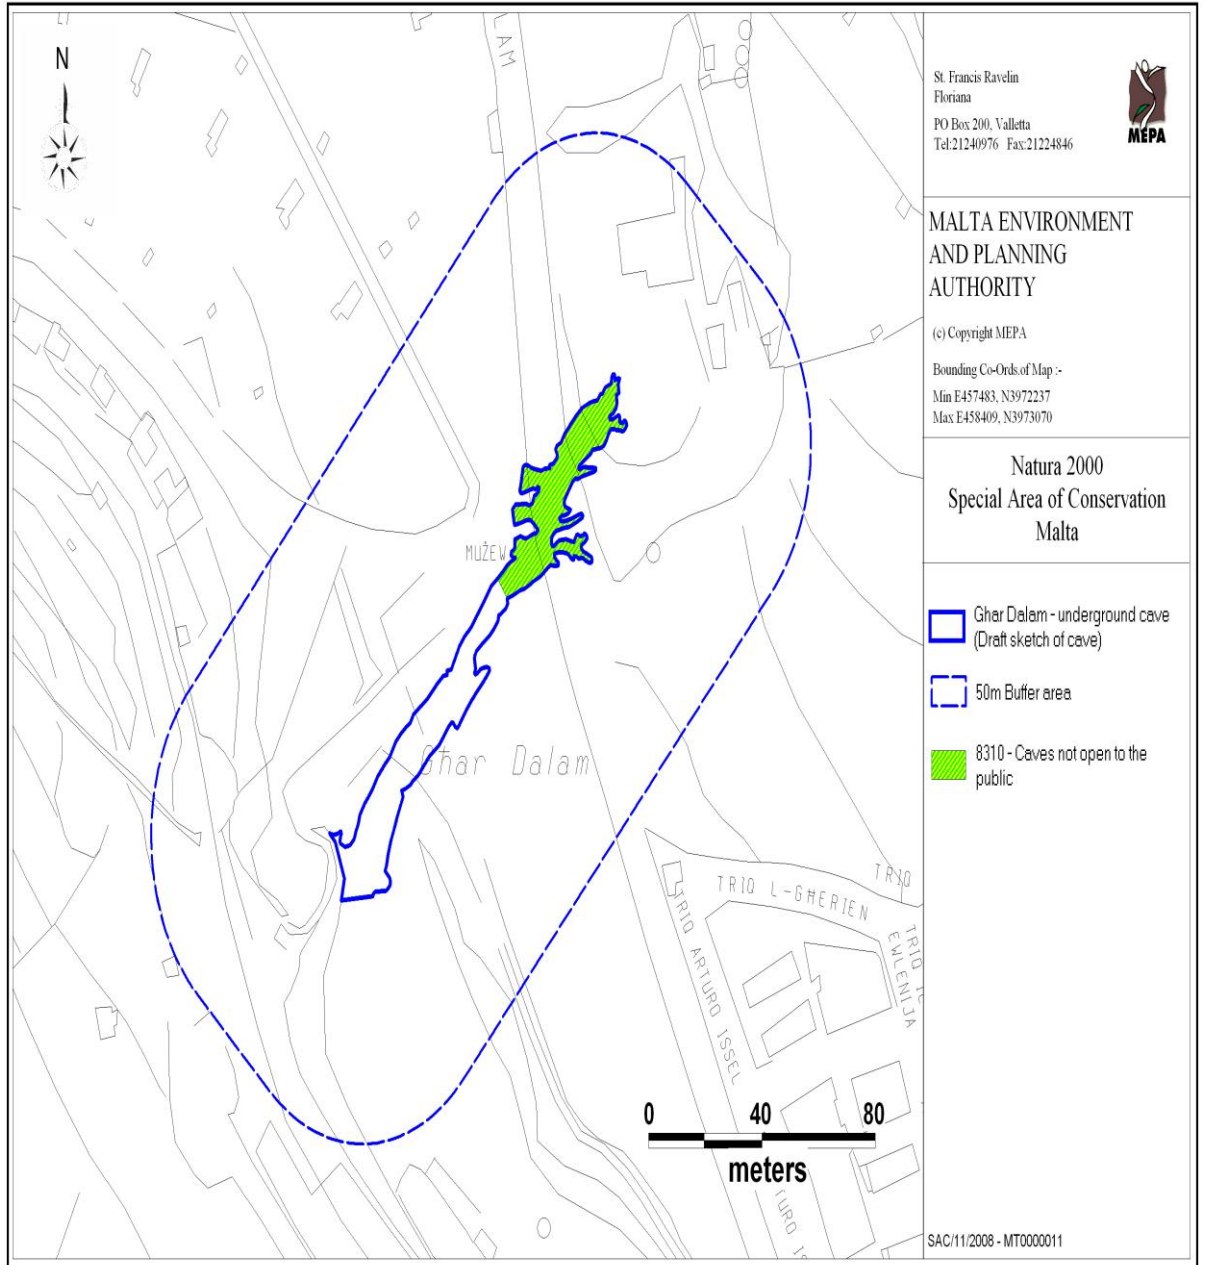 N
LAM
MUŻEW
Għar Dalam
TRIQ L-GĦERIEN
TRIQ
TRIQ ARTURO ISSEL
EWLENIJA
0 40 80
meters
St. Francis Ravelin
Floriana
PO Box 200, Valletta
Tel:21240976 Fax:21224846
MEPA
MALTA ENVIRONMENT
AND PLANNING
AUTHORITY
(c) Copyright MEPA
Bounding Co-Ords.of Map :-
Min E457483, N3972237
Max E458409, N3973070
Natura 2000
Special Area of Conservation
Malta
Ghar Dalam - underground cave
(Draft sketch of cave)
50m Buffer area
8310 - Caves not open to the
public
SAC/11/2008 - MT0000011